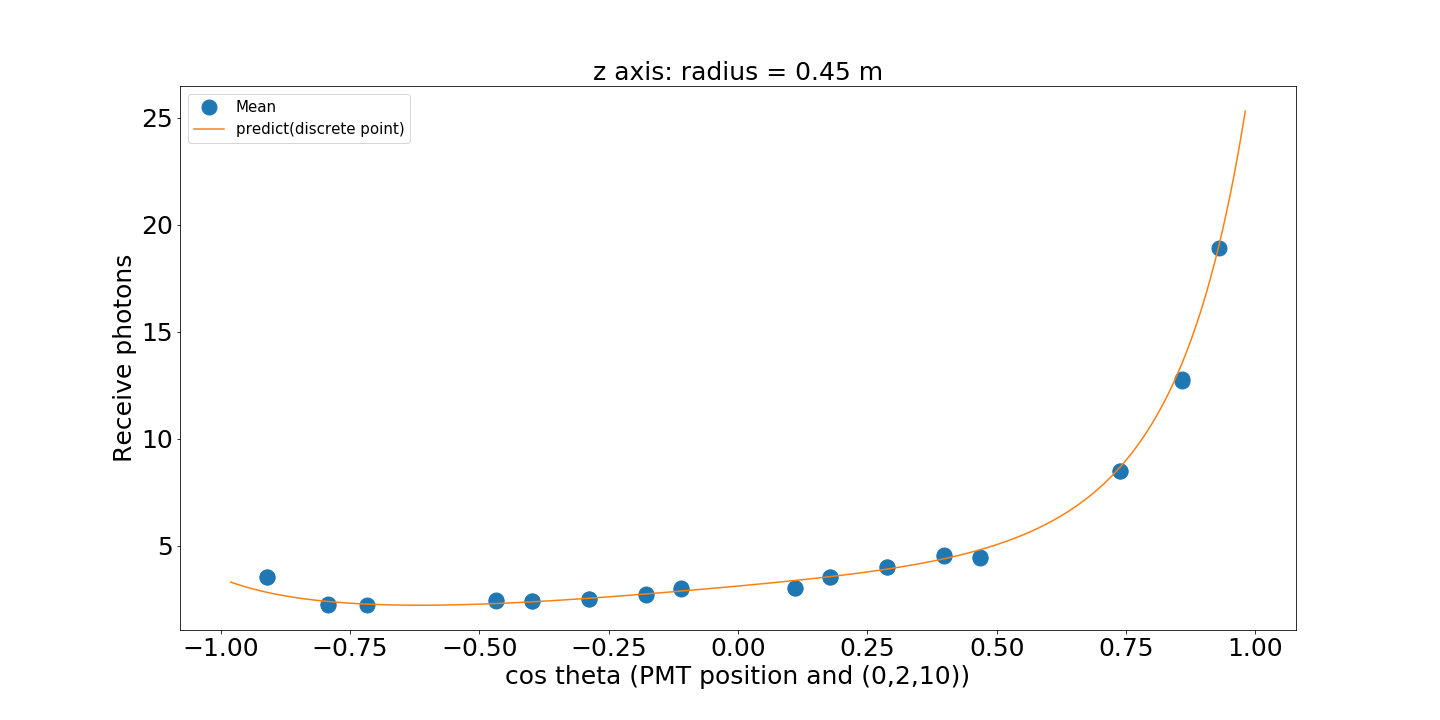 z axis: radius = 0.45 m
Mean
predict(discrete point)
25
20
15
10
5
Receive photons
−1.00 −0.75 −0.50 −0.25 0.00 0.25 0.50 0.75 1.00
cos theta (PMT position and (0,2,10))